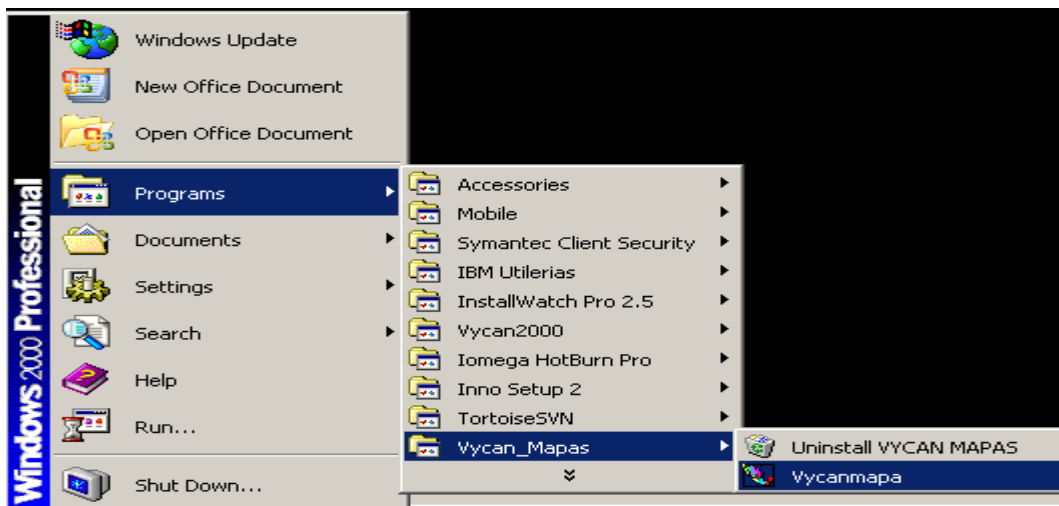 Windows 2000 Professional
Windows Update
New Office Document
Open Office Document
Programs
Documents
Settings
Search
Help
Run...
Shut Down...
Accessories
Mobile
Symantec Client Security
IBM Utilerias
InstallWatch Pro 2.5
Vycan2000
Iomega HotBurn Pro
Inno Setup 2
TortoiseSVN
Vycan_Mapas
Uninstall VYCAN MAPAS
Vycanmapa